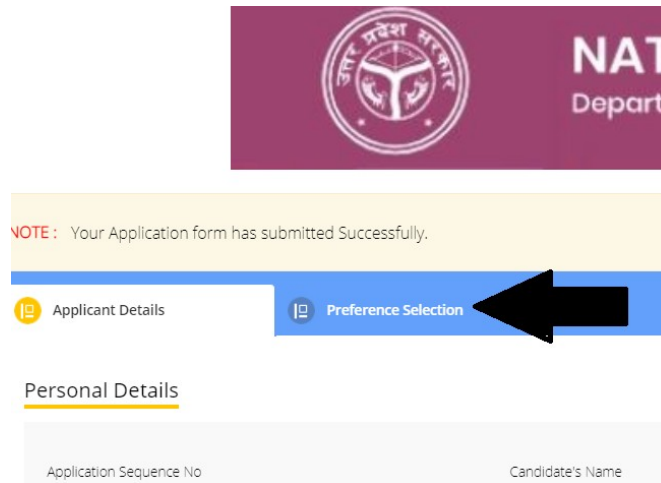 उत्तर प्रदेश सरकार
NAT
Depart
NOTE : Your Application form has submitted Successfully.
Applicant Details
Preference Selection
Personal Details
Application Sequence No
Candidate's Name